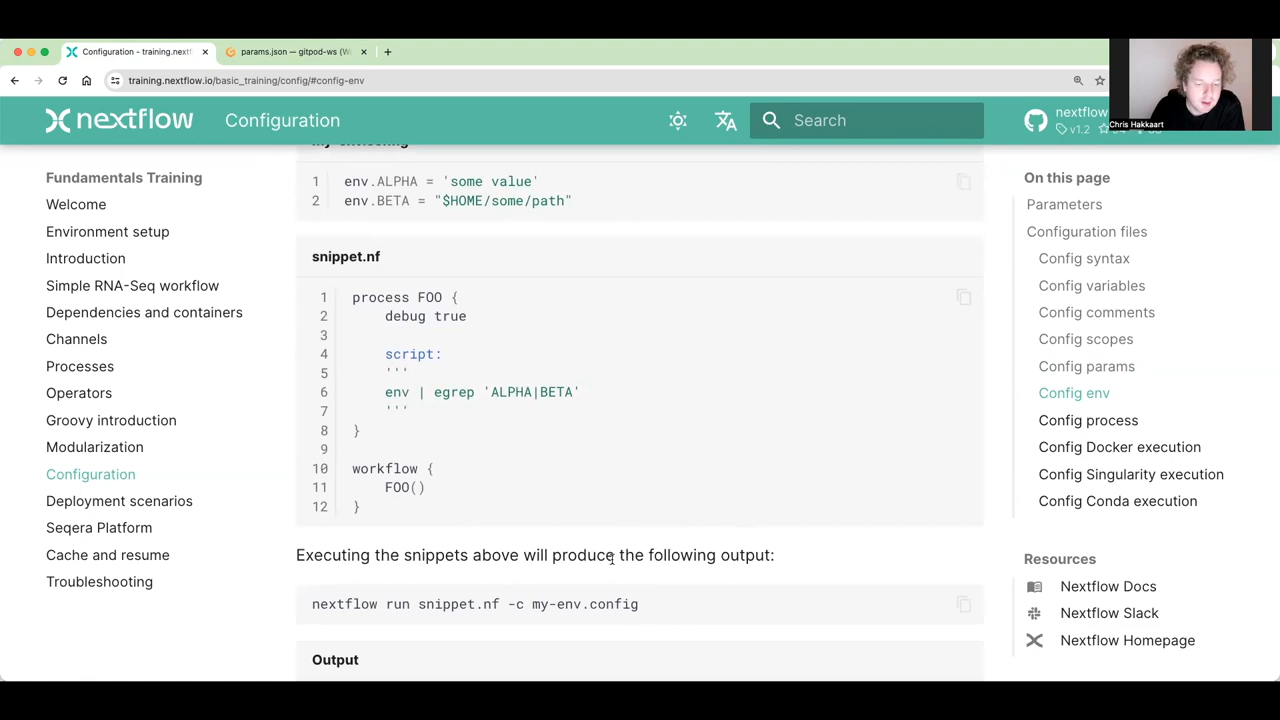 Configuration - training.nextf
params.json — gitpod-ws (W
training.nextflow.io/basic_training/config/#config-env
nextflow
Configuration
Search
nextflow
v1.2
Chris Hakkaart
Fundamentals Training
Welcome
Environment setup
Introduction
Simple RNA-Seq workflow
Dependencies and containers
Channels
Processes
Operators
Groovy introduction
Modularization
Configuration
Deployment scenarios
Seqera Platform
Cache and resume
Troubleshooting
1 env.ALPHA = 'some value'
2 env.BETA = "$HOME/some/path"
snippet.nf
1 process FOO {
2 debug true
3
4 script:
5 '''
6 env | egrep 'ALPHA|BETA'
7 '''
8 }
9
10 workflow {
11 FOO()
12 }
Executing the snippets above will produce the following output:
nextflow run snippet.nf -c my-env.config
Output
On this page
Parameters
Configuration files
Config syntax
Config variables
Config comments
Config scopes
Config params
Config env
Config process
Config Docker execution
Config Singularity execution
Config Conda execution
Resources
Nextflow Docs
Nextflow Slack
Nextflow Homepage